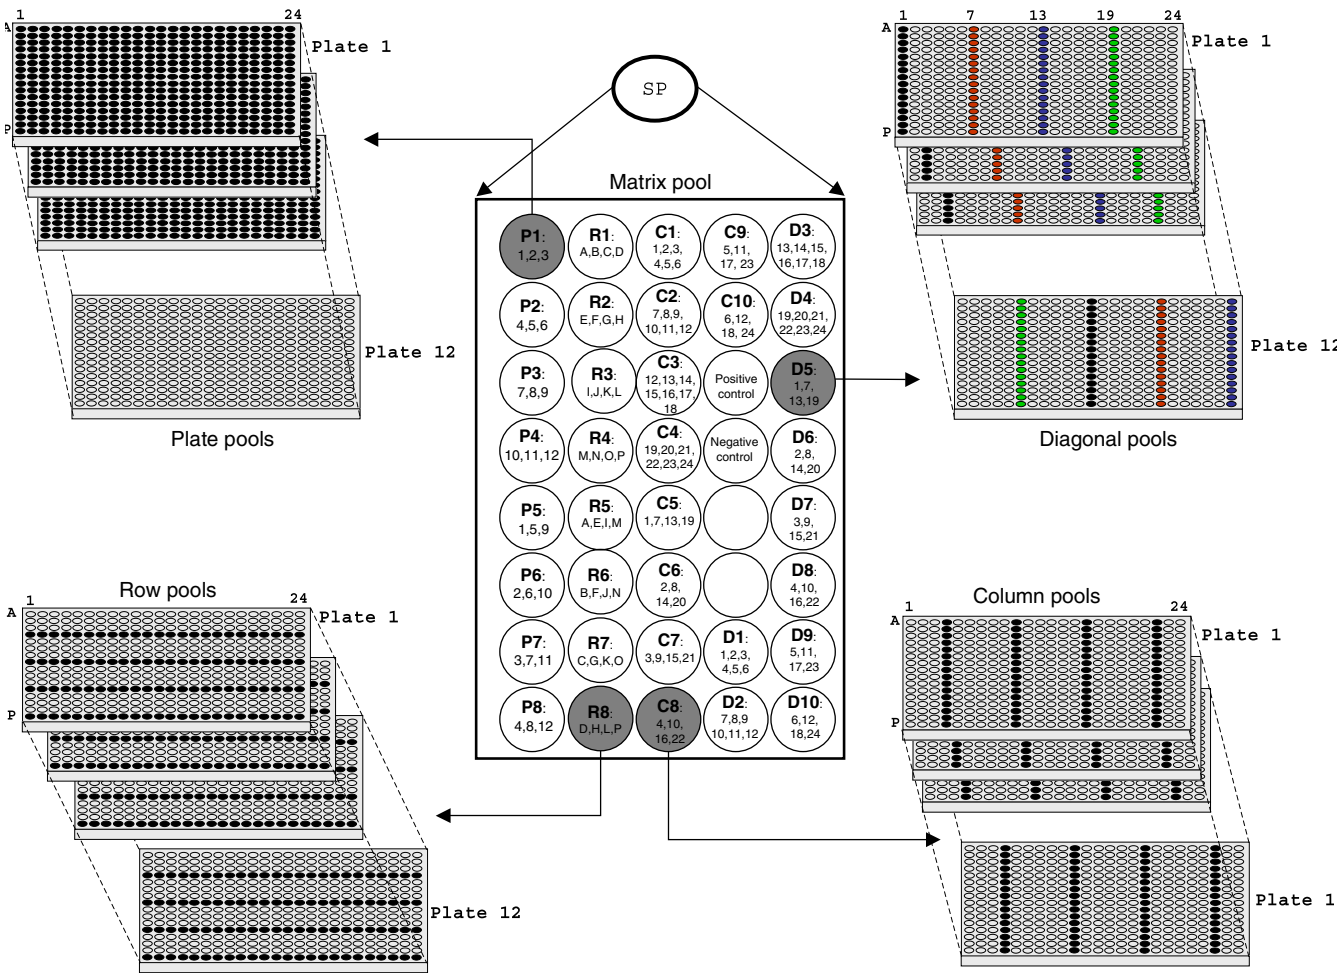 1 24
A
P
Plate 1
Plate 12
Plate pools
SP
Matrix pool
P1:
1,2,3
R1:
A,B,C,D
C1:
1,2,3,
4,5,6
C9:
5,11,
17, 23
D3:
13,14,15,
16,17,18
P2:
4,5,6
R2:
E,F,G,H
C2:
7,8,9,
10,11,12
C10:
6,12,
18, 24
D4:
19,20,21,
22,23,24
P3:
7,8,9
R3:
I,J,K,L
C3:
12,13,14,
15,16,17,
18
Positive
control
D5:
1,7,
13,19
P4:
10,11,12
R4:
M,N,O,P
C4:
19,20,21,
22,23,24
Negative
control
D6:
2,8,
14,20
P5:
1,5,9
R5:
A,E,I,M
C5:
1,7,13,19
D7:
3,9,
15,21
P6:
2,6,10
R6:
B,F,J,N
C6:
2,8,
14,20
D8:
4,10,
16,22
P7:
3,7,11
R7:
C,G,K,O
C7:
3,9,15,21
D1:
1,2,3,
4,5,6
D9:
5,11,
17,23
P8:
4,8,12
R8:
D,H,L,P
C8:
4,10,
16,22
D2:
7,8,9
10,11,12
D10:
6,12,
18,24
1 7 13 19 24
A
P
Plate 1
Plate 12
Diagonal pools
Row pools
1 24
A
P
Plate 1
Plate 12
Column pools
1 24
A
P
Plate 1
Plate 1